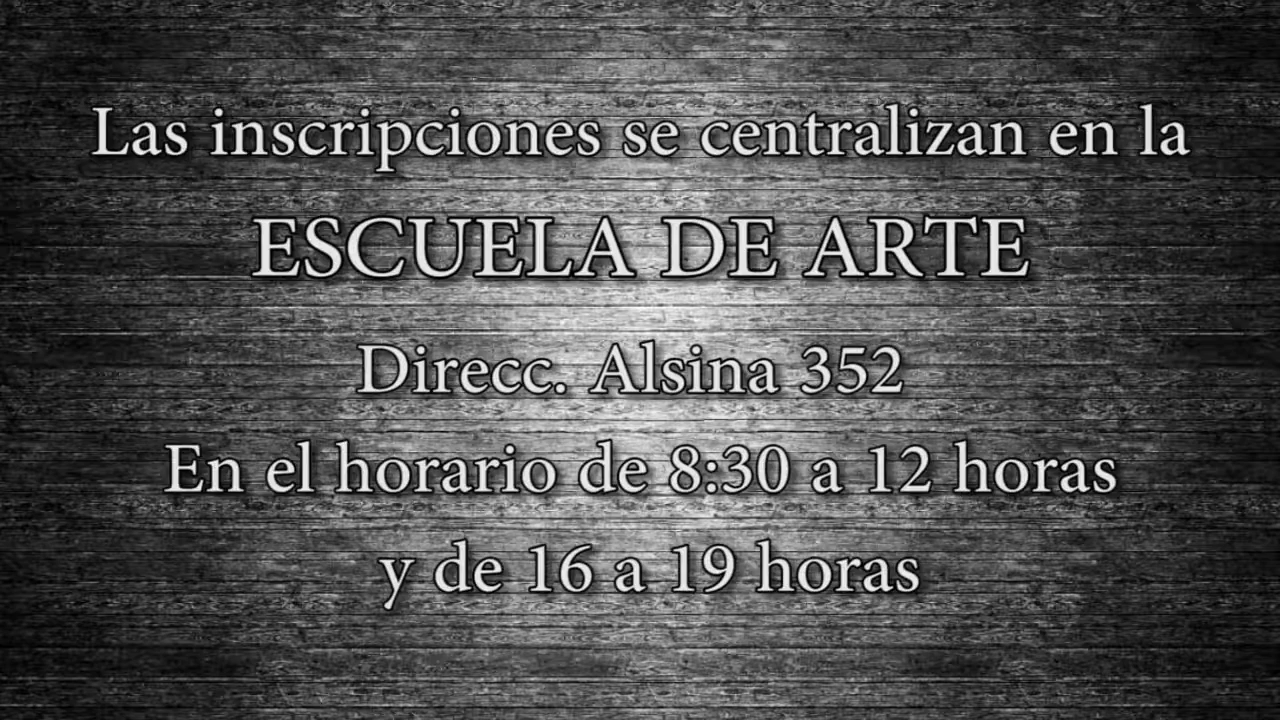 Las inscripciones se centralizan en la
ESCUELA DE ARTE
Direcc. Alsina 352
En el horario de 8:30 a 12 horas
y de 16 a 19 horas